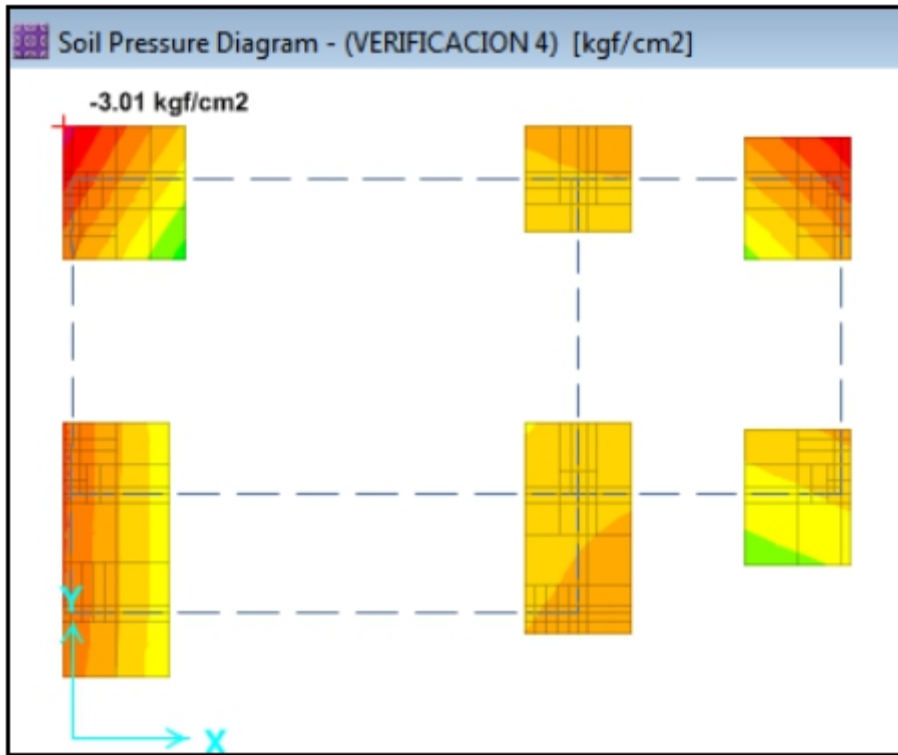 Soil Pressure Diagram - (VERIFICACION 4) [kgf/cm2]
-3.01 kgf/cm2
Y
X